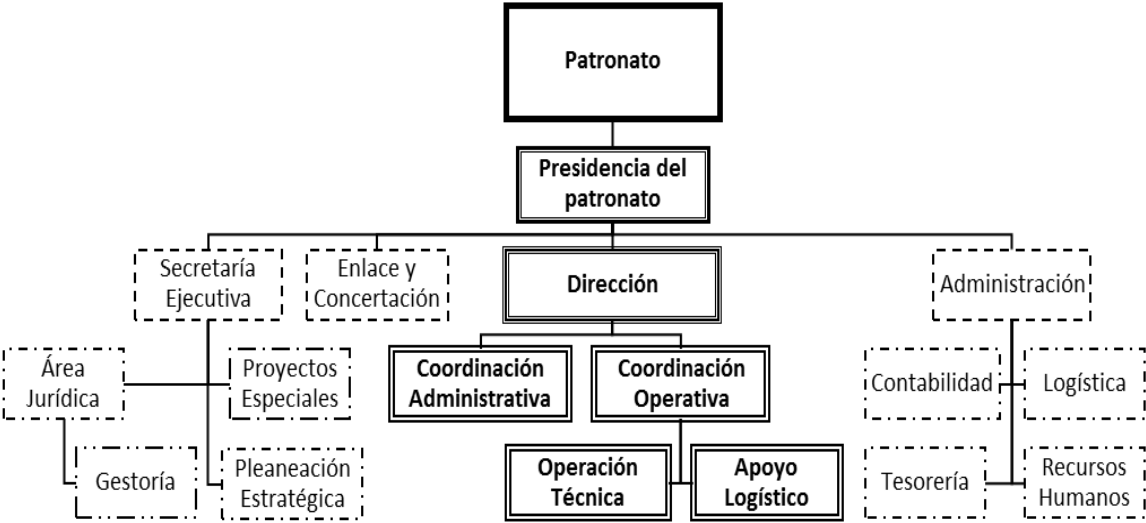 Patronato
Presidencia del
patronato
Secretaría
Ejecutiva
Enlace y
Concertación
Dirección
Administración
Área
Jurídica
Proyectos
Especiales
Coordinación
Administrativa
Coordinación
Operativa
Contabilidad
Logística
Gestoría
Pleaneación
Estratégica
Operación
Técnica
Apoyo
Logístico
Tesorería
Recursos
Humanos